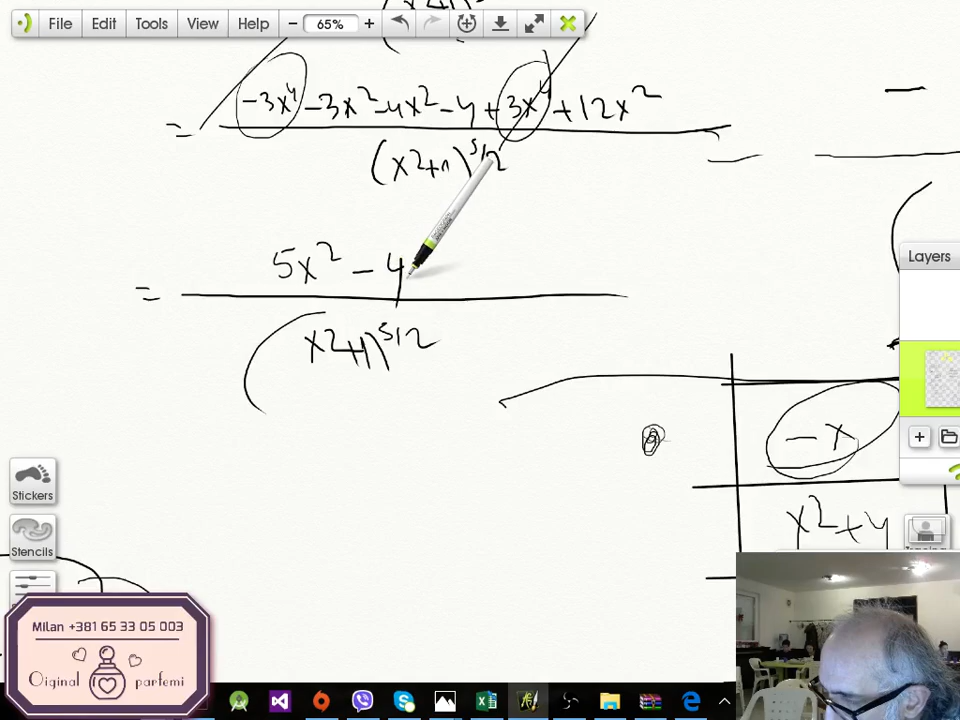 File Edit Tools View Help − 65% +
-3x⁴ -3x² -4x² -4 +3x⁴ +12x²
=
(x²+1)^5/2
5x² - 4
=
(x²+1)^5/2
Layers
-x
x²+4
Stickers
Stencils
Milan +381 65 33 05 003
Oiginal parfemi